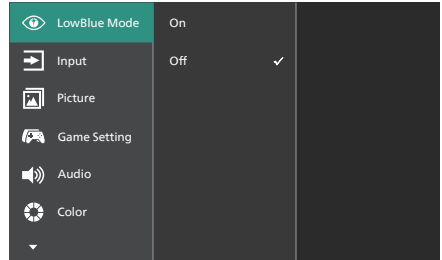 LowBlue Mode
On
Input
Off
Picture
Game Setting
Audio
Color